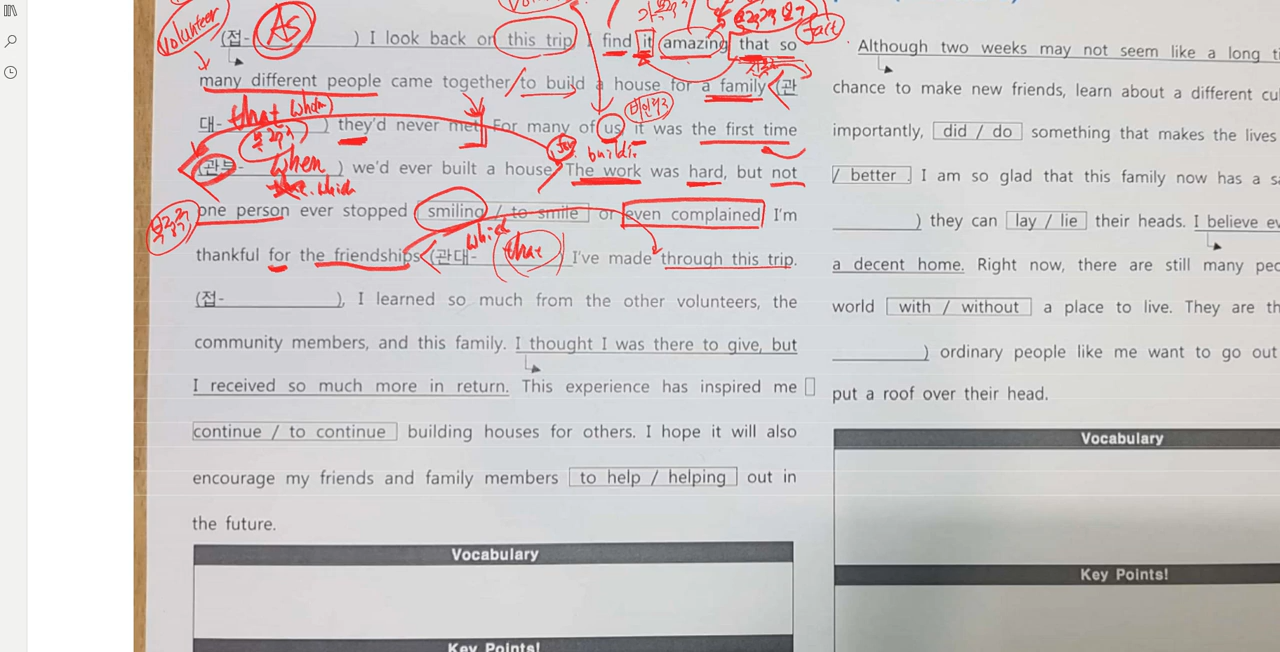 Volunteer
(접- As ) I look back on this trip, I find it amazing that so
fact
many different people came together to build a house for a family (관
대- that whom ) they'd never met. For many of us, it was the first time
비인칭
(관부- when ) we'd ever built a house. The work was hard, but not
which
one person ever stopped [ smiling / to smile ] or even complained. I'm
which
thankful for the friendships (관대- that ) I've made through this trip.
(접- ), I learned so much from the other volunteers, the
community members, and this family. I thought I was there to give, but
I received so much more in return. This experience has inspired me
continue / to continue building houses for others. I hope it will also
encourage my friends and family members to help / helping out in
the future.
Vocabulary
Key Points!
Although two weeks may not seem like a long
chance to make new friends, learn about a different
importantly, did / do something that makes the lives
/ better I am so glad that this family now has a
) they can lay / lie their heads. I believe
a decent home. Right now, there are still many
world with / without a place to live. They are
) ordinary people like me want to go out
put a roof over their head.
Vocabulary
Key Points!